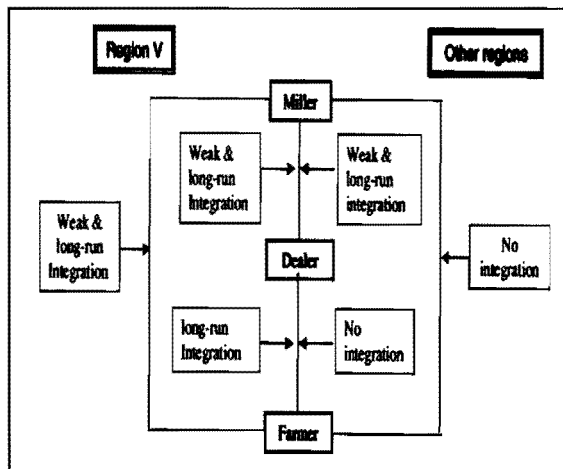 Region V
Other regions
Miller
Weak &
long-run
Integration
Weak &
long-run
integration
Weak &
long-run
Integration
Dealer
No
integration
long-run
Integration
No
integration
Farmer